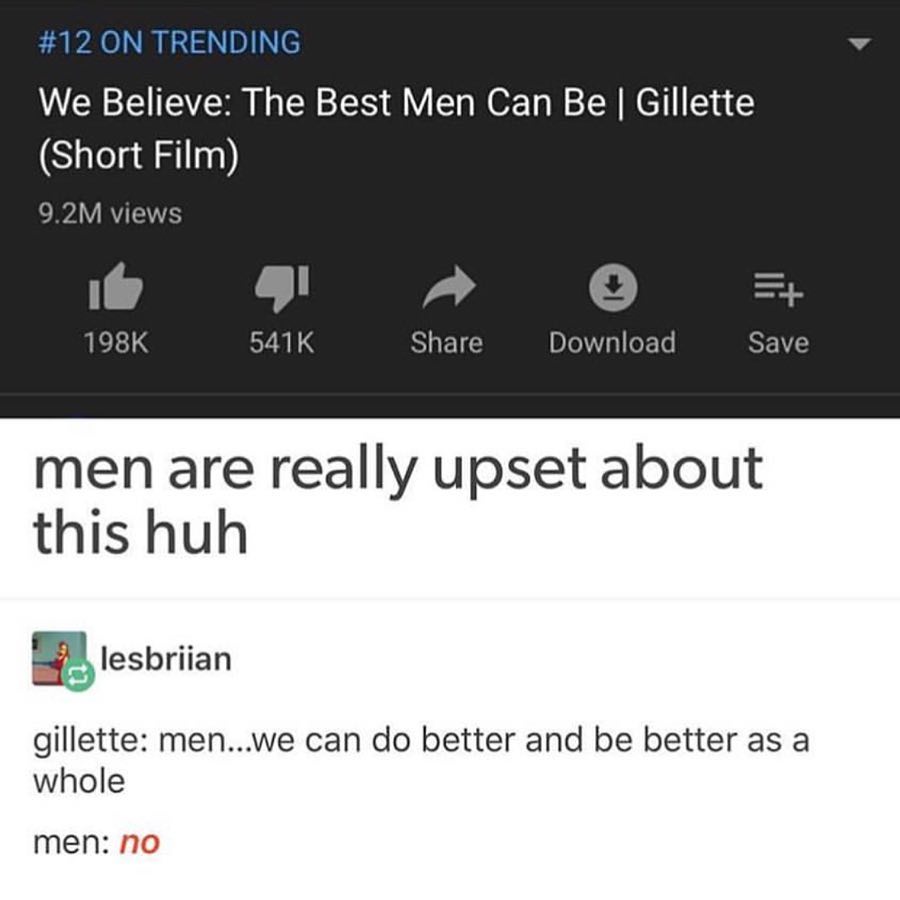 #12 ON TRENDING
We Believe: The Best Men Can Be | Gillette
(Short Film)
9.2M views
198K 541K Share Download Save
men are really upset about
this huh
lesbriian
gillette: men...we can do better and be better as a
whole
men: no